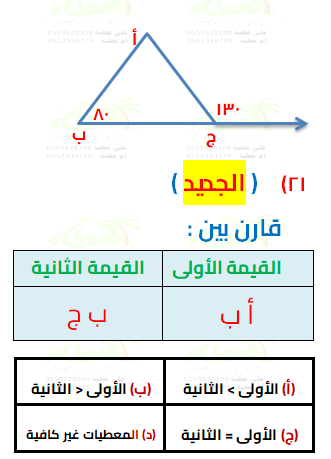 أ
٨٠
١٣٠
ب
ج
٢١) ( الجديد )
قارن بين :
القيمة الأولى القيمة الثانية
أ ب ب ج
(أ) الأولى > الثانية (ب) الأولى < الثانية
(ج) الأولى = الثانية (د) المعطيات غير كافية